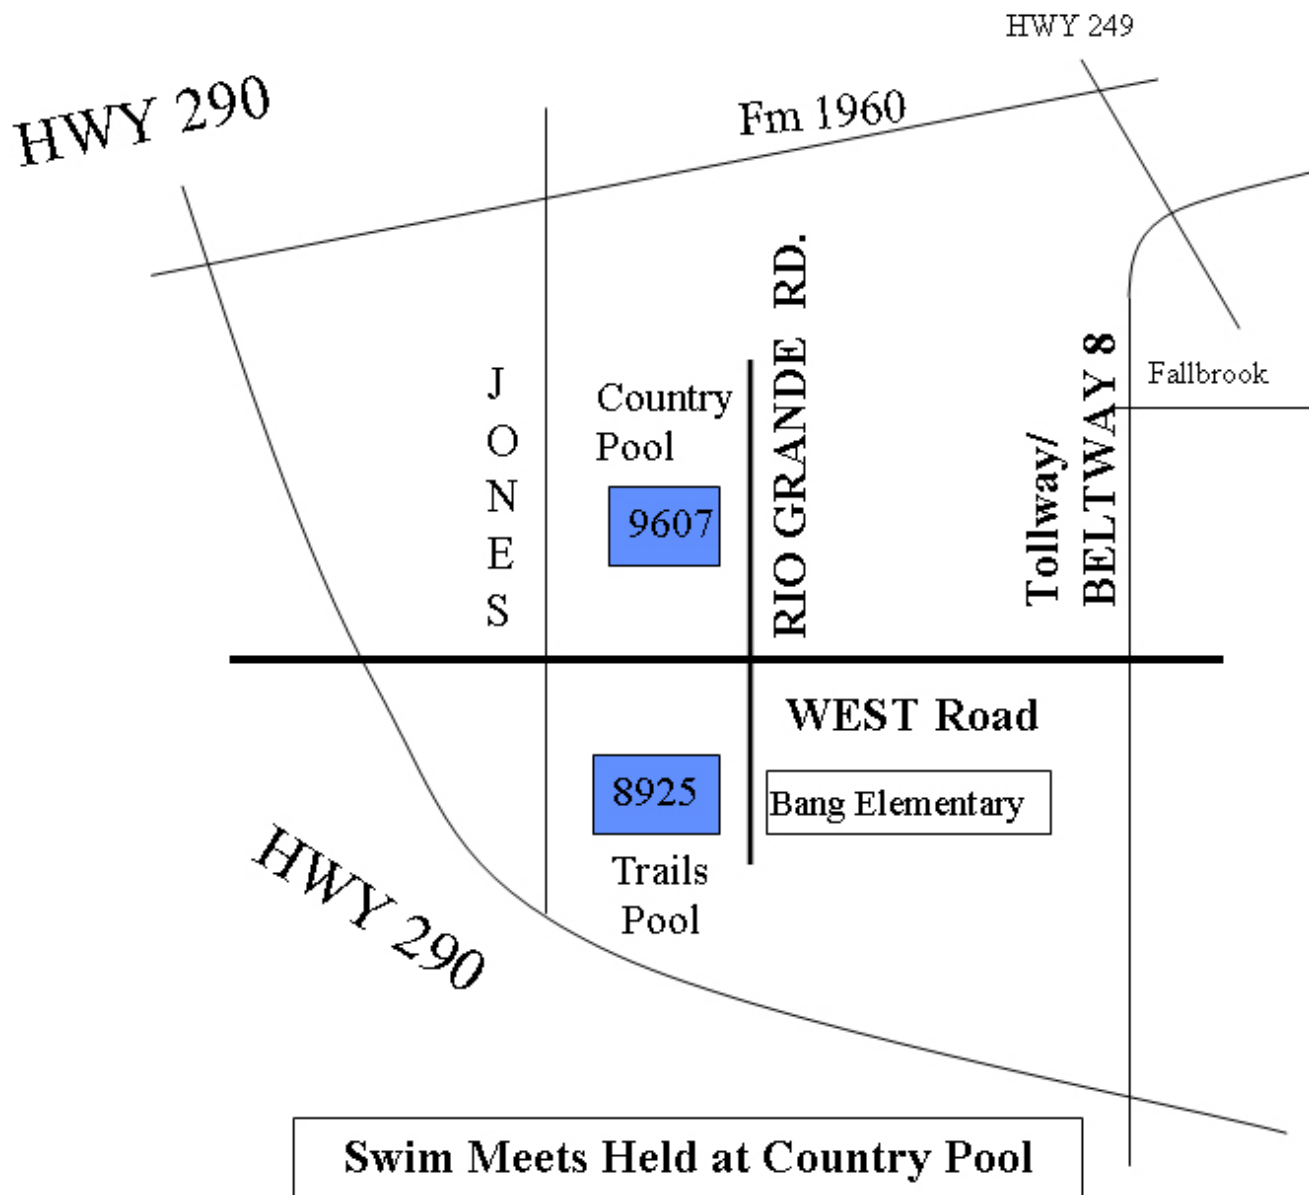 HWY 249
HWY 290
Fm 1960
JONES
Country
Pool
9607
RIO GRANDE RD.
Tollway/
BELTWAY 8
Fallbrook
WEST Road
8925
Bang Elementary
Trails
Pool
HWY 290
Swim Meets Held at Country Pool